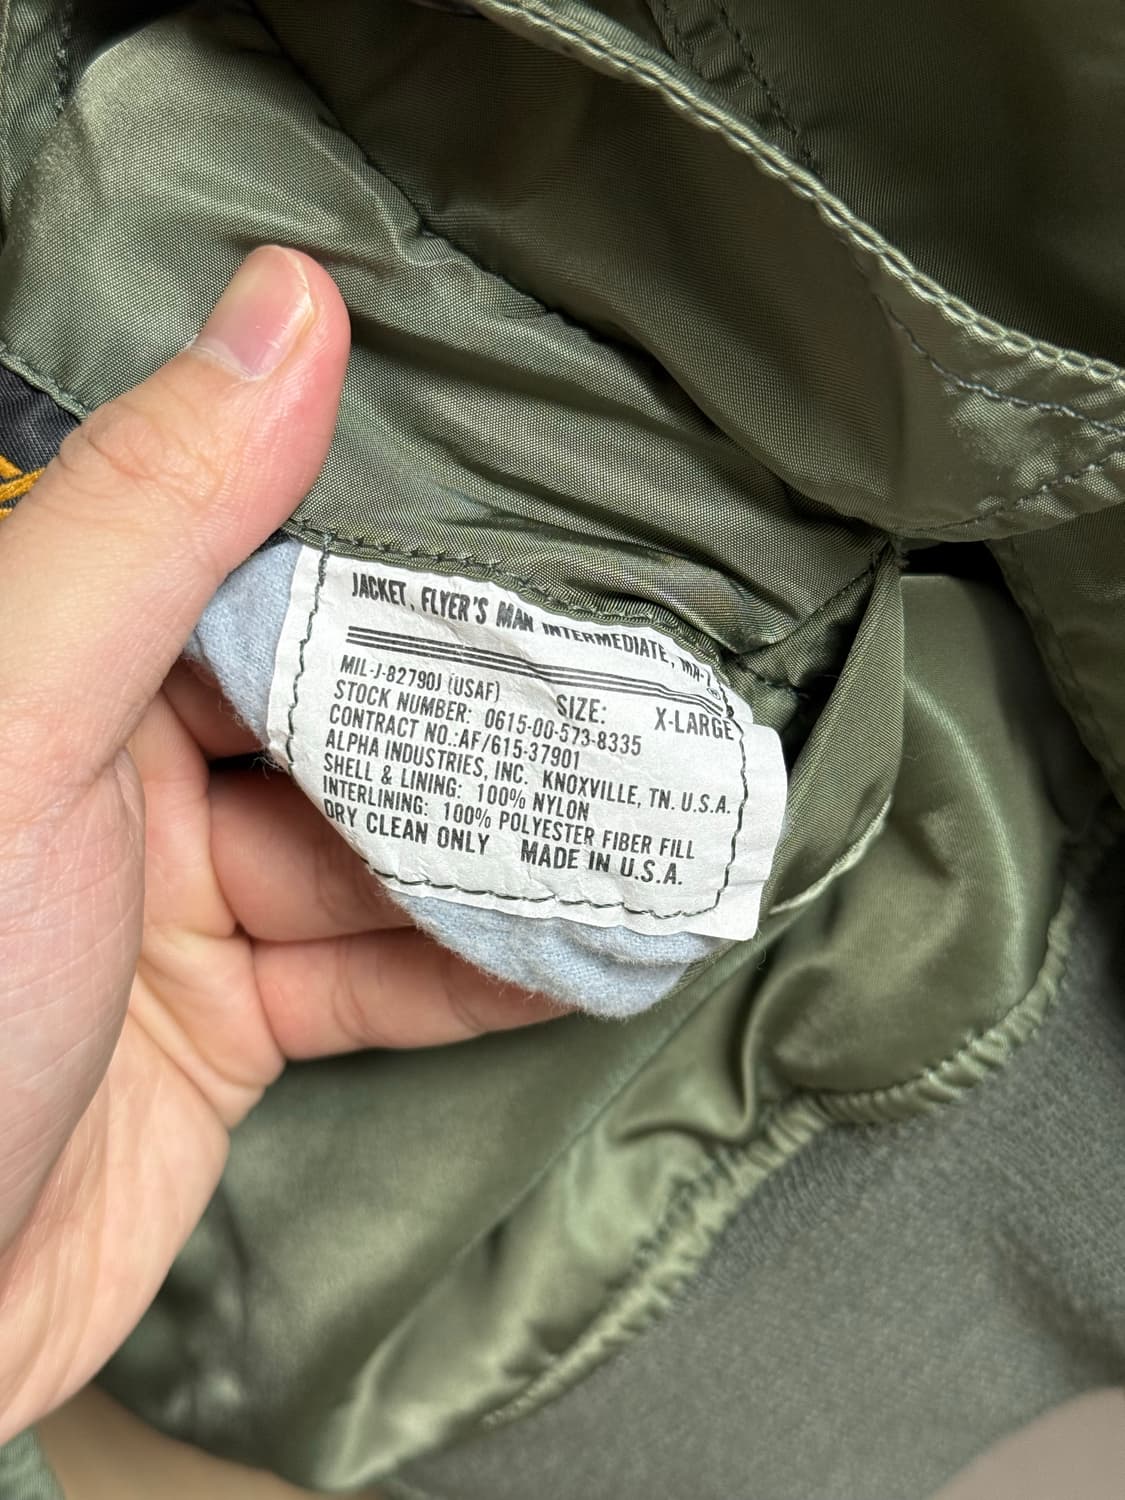 JACKET, FLYER'S MAN INTERMEDIATE, MA-1
®
MIL-J-82790J (USAF)
SIZE: X-LARGE
STOCK NUMBER: 0615-00-573-8335
CONTRACT NO.:AF/615-37901
ALPHA INDUSTRIES, INC. KNOXVILLE, TN. U.S.A.
SHELL & LINING: 100% NYLON
INTERLINING: 100% POLYESTER FIBER FILL
DRY CLEAN ONLY MADE IN U.S.A.